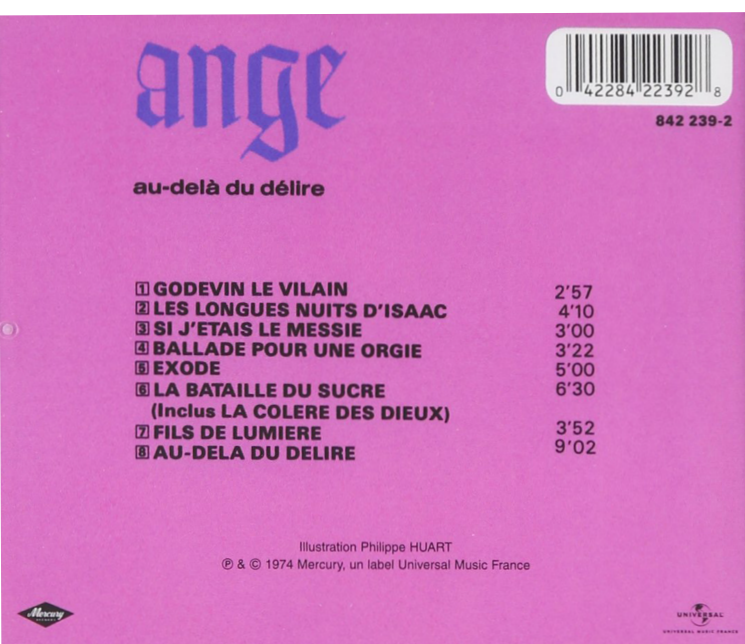 ange
0 42284 22392 8
842 239-2
au-delà du délire
1 GODEVIN LE VILAIN 2'57
2 LES LONGUES NUITS D'ISAAC 4'10
3 SI J'ETAIS LE MESSIE 3'00
4 BALLADE POUR UNE ORGIE 3'22
5 EXODE 5'00
6 LA BATAILLE DU SUCRE 6'30
(Inclus LA COLERE DES DIEUX)
7 FILS DE LUMIERE 3'52
8 AU-DELA DU DELIRE 9'02
Illustration Philippe HUART
℗ & © 1974 Mercury, un label Universal Music France
Mercury
RECORDS
UNIVERSAL
UNIVERSAL MUSIC FRANCE